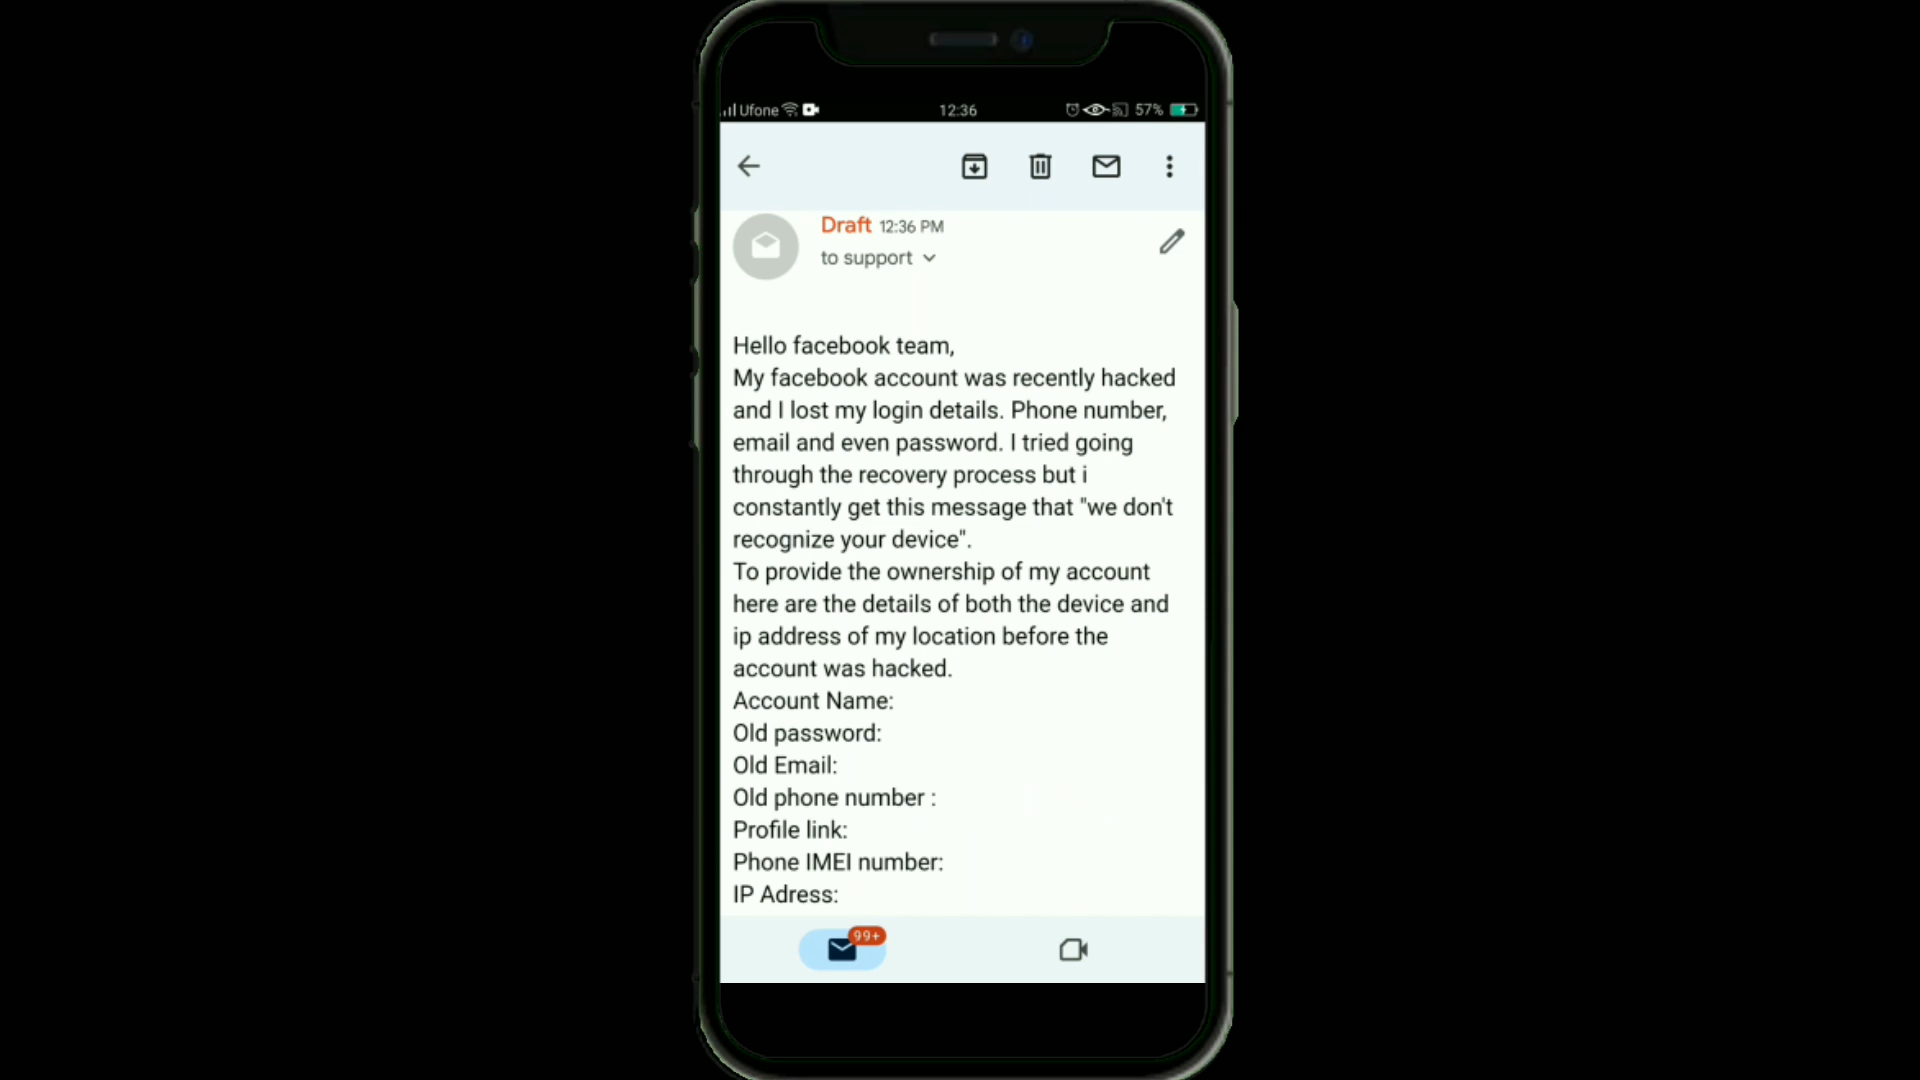 Ufone 12:36 57%
Draft 12:36 PM
to support
Hello facebook team,
My facebook account was recently hacked
and I lost my login details. Phone number,
email and even password. I tried going
through the recovery process but i
constantly get this message that "we don't
recognize your device".
To provide the ownership of my account
here are the details of both the device and
ip address of my location before the
account was hacked.
Account Name:
Old password:
Old Email:
Old phone number :
Profile link:
Phone IMEI number:
IP Adress:
99+